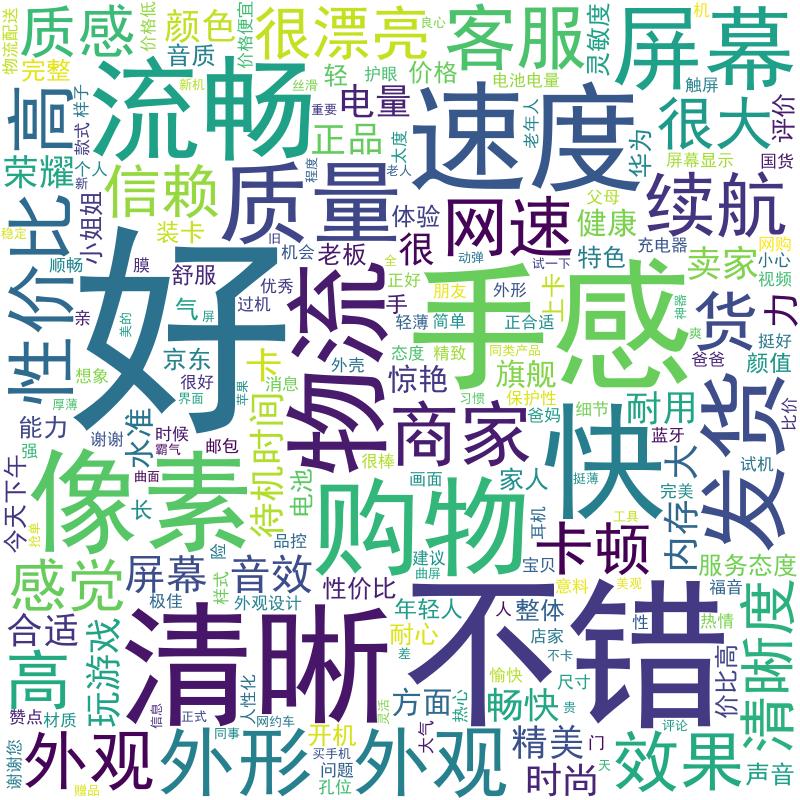 物流配送
质感
颜色
价格低
价格便宜
很漂亮
良心
客服
灵敏度
屏幕
机
完整
音质
新机
轻
护眼
价格
丝滑
电池电量
触屏
高
款式
样子
流畅
重要
电量
正品
太度
老年人
速度
华为
很大
评价
屏幕显示
国货
荣耀
人
信赖
质量
程度
老人
父母
性价比
小姐姐
稳定
装卡
体验
网速
健康
续航
顺畅
膜
舒服
旧
机会
老板
很
动弹
试一下
特色
充电器
网购
小心
视频
卖家
好
亲
美的
气
屏
过机
优秀
物流
全
正好
手
朋友
外形
上卡
手感
货
力
轻薄
简单
正合适
神器
爽
挺好
京东
很好
外壳
态度
精致
同类产品
爸爸
颜值
想象
界面
苹果
消息
卡
惊艳
旗舰
保护性
厚薄
能力
谢谢
水准
时候
霸气
邮包
待机时间
习惯
爸妈
商家
细节
耐用
蓝牙
比价
强
曲面
很棒
快
挺薄
大
试机
发货
今天下午
像素
长
电池
画面
家人
完美
内存
抢单
品控
购物
耳机
工具
卡顿
感觉
屏幕
险
样式
音效
建议
曲屏
宝贝
服务态度
极佳
外观设计
性价比
年轻人
人
意料
美观
福音
合适
清晰
整体
性
热情
清晰度
玩游戏
耐心
差
店家
不卡
不错
高
愉快
尺寸
价比高
赞点
材质
信息
人性化
灵活
方面
热心
畅快
贵
正式
网约车
开机
大气
评论
谢谢您
外观
同事
外形
买手机
问题
孔位
外观
精美
门
时尚
天
效果
声音
赠品